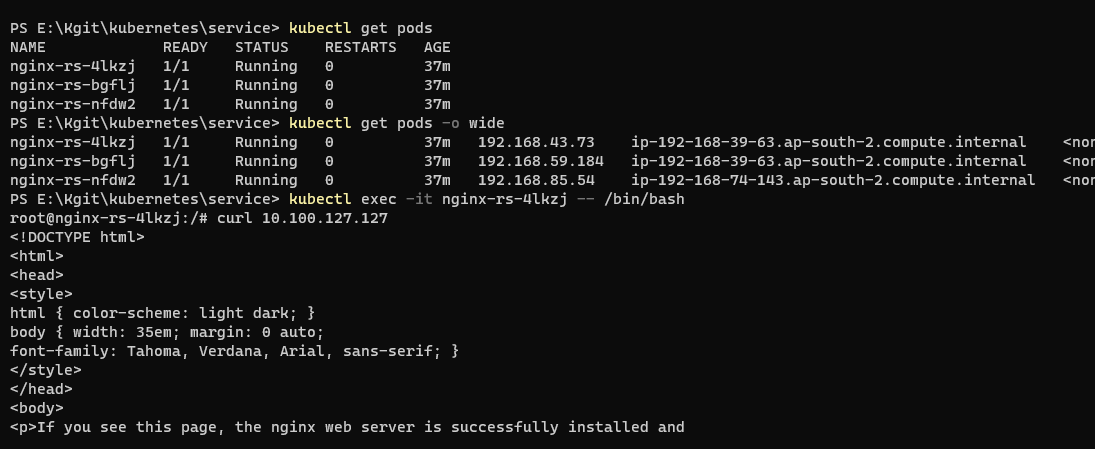 PS E:\Kgit\kubernetes\service> kubectl get pods
NAME             READY   STATUS    RESTARTS   AGE
nginx-rs-4lkzj   1/1     Running   0          37m
nginx-rs-bgflj   1/1     Running   0          37m
nginx-rs-nfdw2   1/1     Running   0          37m
PS E:\Kgit\kubernetes\service> kubectl get pods -o wide
nginx-rs-4lkzj   1/1     Running   0          37m   192.168.43.73    ip-192-168-39-63.ap-south-2.compute.internal    <non
nginx-rs-bgflj   1/1     Running   0          37m   192.168.59.184   ip-192-168-39-63.ap-south-2.compute.internal    <non
nginx-rs-nfdw2   1/1     Running   0          37m   192.168.85.54    ip-192-168-74-143.ap-south-2.compute.internal   <non
PS E:\Kgit\kubernetes\service> kubectl exec -it nginx-rs-4lkzj -- /bin/bash
root@nginx-rs-4lkzj:/# curl 10.100.127.127
<!DOCTYPE html>
<html>
<head>
<style>
html { color-scheme: light dark; }
body { width: 35em; margin: 0 auto;
font-family: Tahoma, Verdana, Arial, sans-serif; }
</style>
</head>
<body>
<p>If you see this page, the nginx web server is successfully installed and